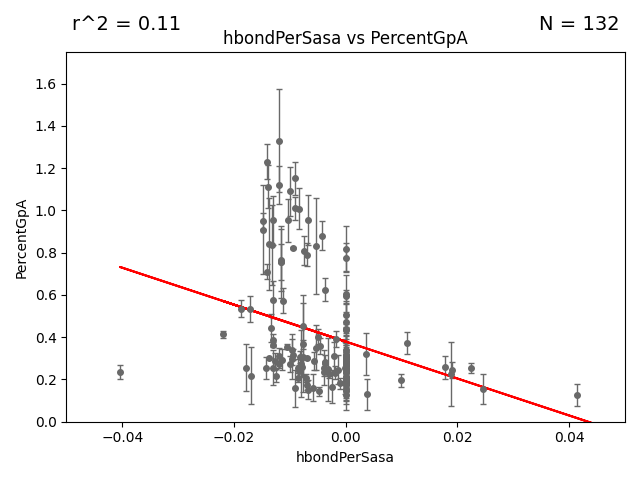 r^2 = 0.11
N = 132
hbondPerSasa vs PercentGpA
PercentGpA
1.6
1.4
1.2
1.0
0.8
0.6
0.4
0.2
0.0
−0.04
−0.02
0.00
0.02
0.04
hbondPerSasa